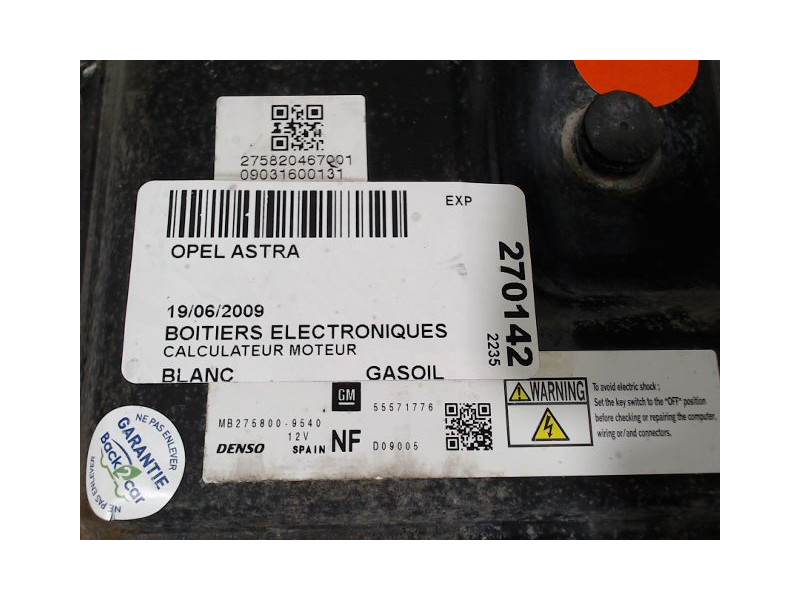 275820467001
09031600131
EXP
OPEL ASTRA
270142
2235
19/06/2009
BOITIERS ELECTRONIQUES
CALCULATEUR MOTEUR
BLANC GASOIL
GM
55571776
MB275800-9540
12V
DENSO SPAIN NF D09005
WARNING
To avoid electric shock ;
Set the key switch to the "OFF" position
before checking or repairing the computer,
wiring or/and connectors.
NE PAS ENLEVER
GARANTIE
Back2car
NE PAS ENLEVER